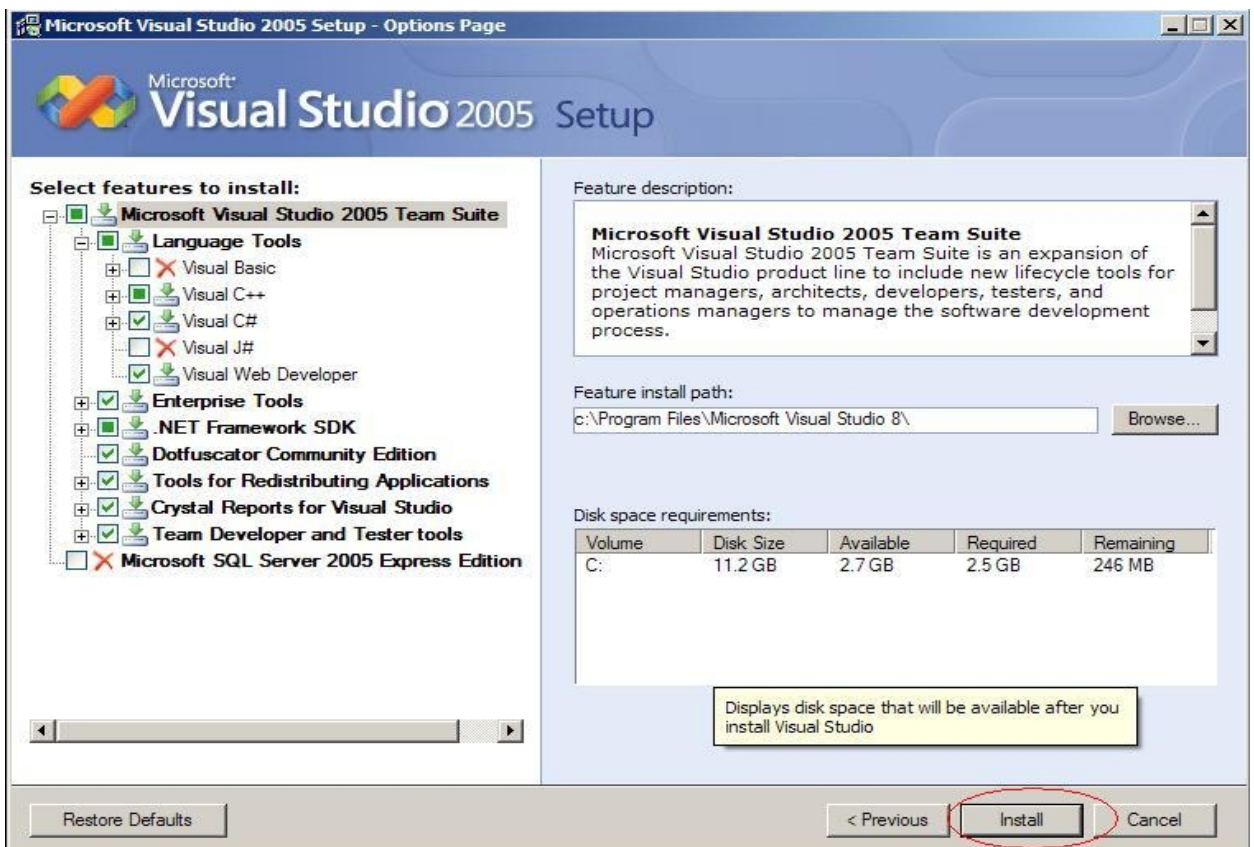 Microsoft Visual Studio 2005 Setup - Options Page
Microsoft
Visual Studio 2005 Setup
Select features to install:
Microsoft Visual Studio 2005 Team Suite
Language Tools
Visual Basic
Visual C++
Visual C#
Visual J#
Visual Web Developer
Enterprise Tools
.NET Framework SDK
Dotfuscator Community Edition
Tools for Redistributing Applications
Crystal Reports for Visual Studio
Team Developer and Tester tools
Microsoft SQL Server 2005 Express Edition
Feature description:
Microsoft Visual Studio 2005 Team Suite
Microsoft Visual Studio 2005 Team Suite is an expansion of
the Visual Studio product line to include new lifecycle tools for
project managers, architects, developers, testers, and
operations managers to manage the software development
process.
Feature install path:
c:\Program Files\Microsoft Visual Studio 8\
Browse...
Disk space requirements:
Volume Disk Size Available Required Remaining
C: 11.2 GB 2.7 GB 2.5 GB 246 MB
Displays disk space that will be available after you
install Visual Studio
Restore Defaults
< Previous
Install
Cancel